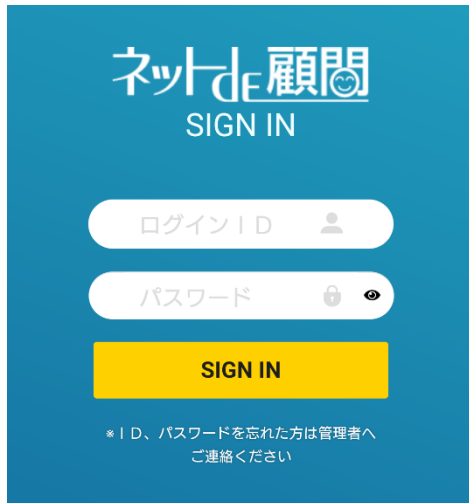 ネットdE顧問
SIGN IN
ログインＩＤ
パスワード
SIGN IN
※ＩＤ、パスワードを忘れた方は管理者へ
ご連絡ください